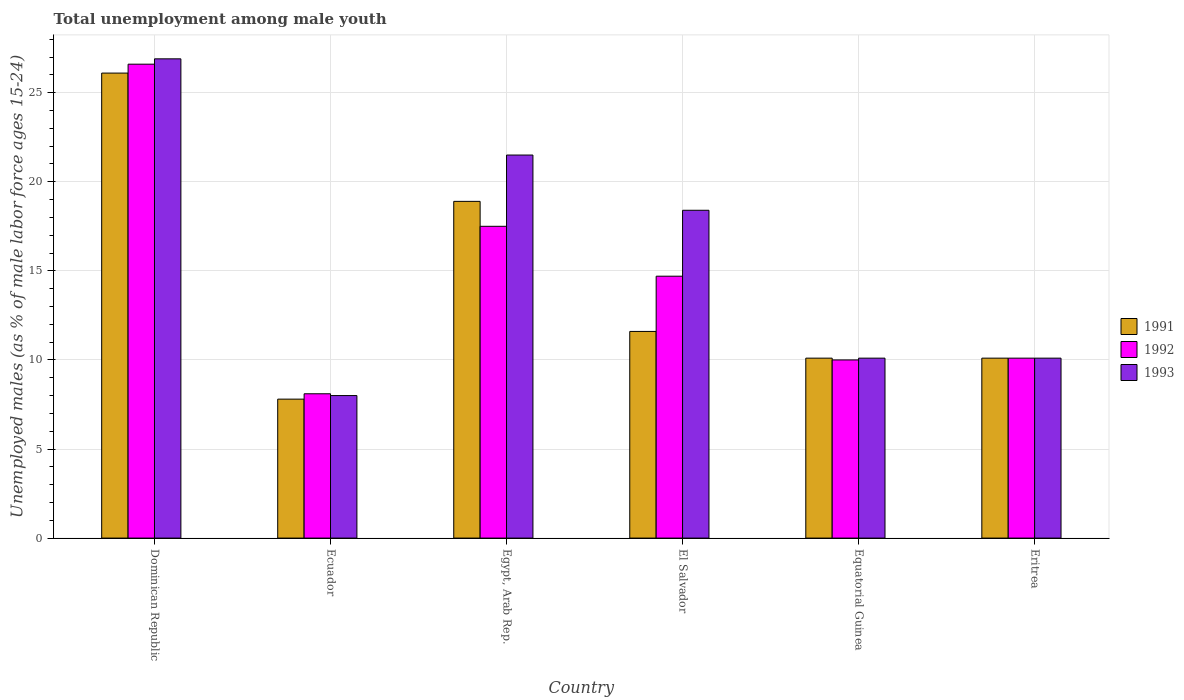 Total unemployment among male youth
Unemployed males (as % of male labor force ages 15-24)
25
20
15
10
5
0
Dominican Republic
Ecuador
Egypt, Arab Rep.
El Salvador
Equatorial Guinea
Eritrea
Country
1991
1992
1993